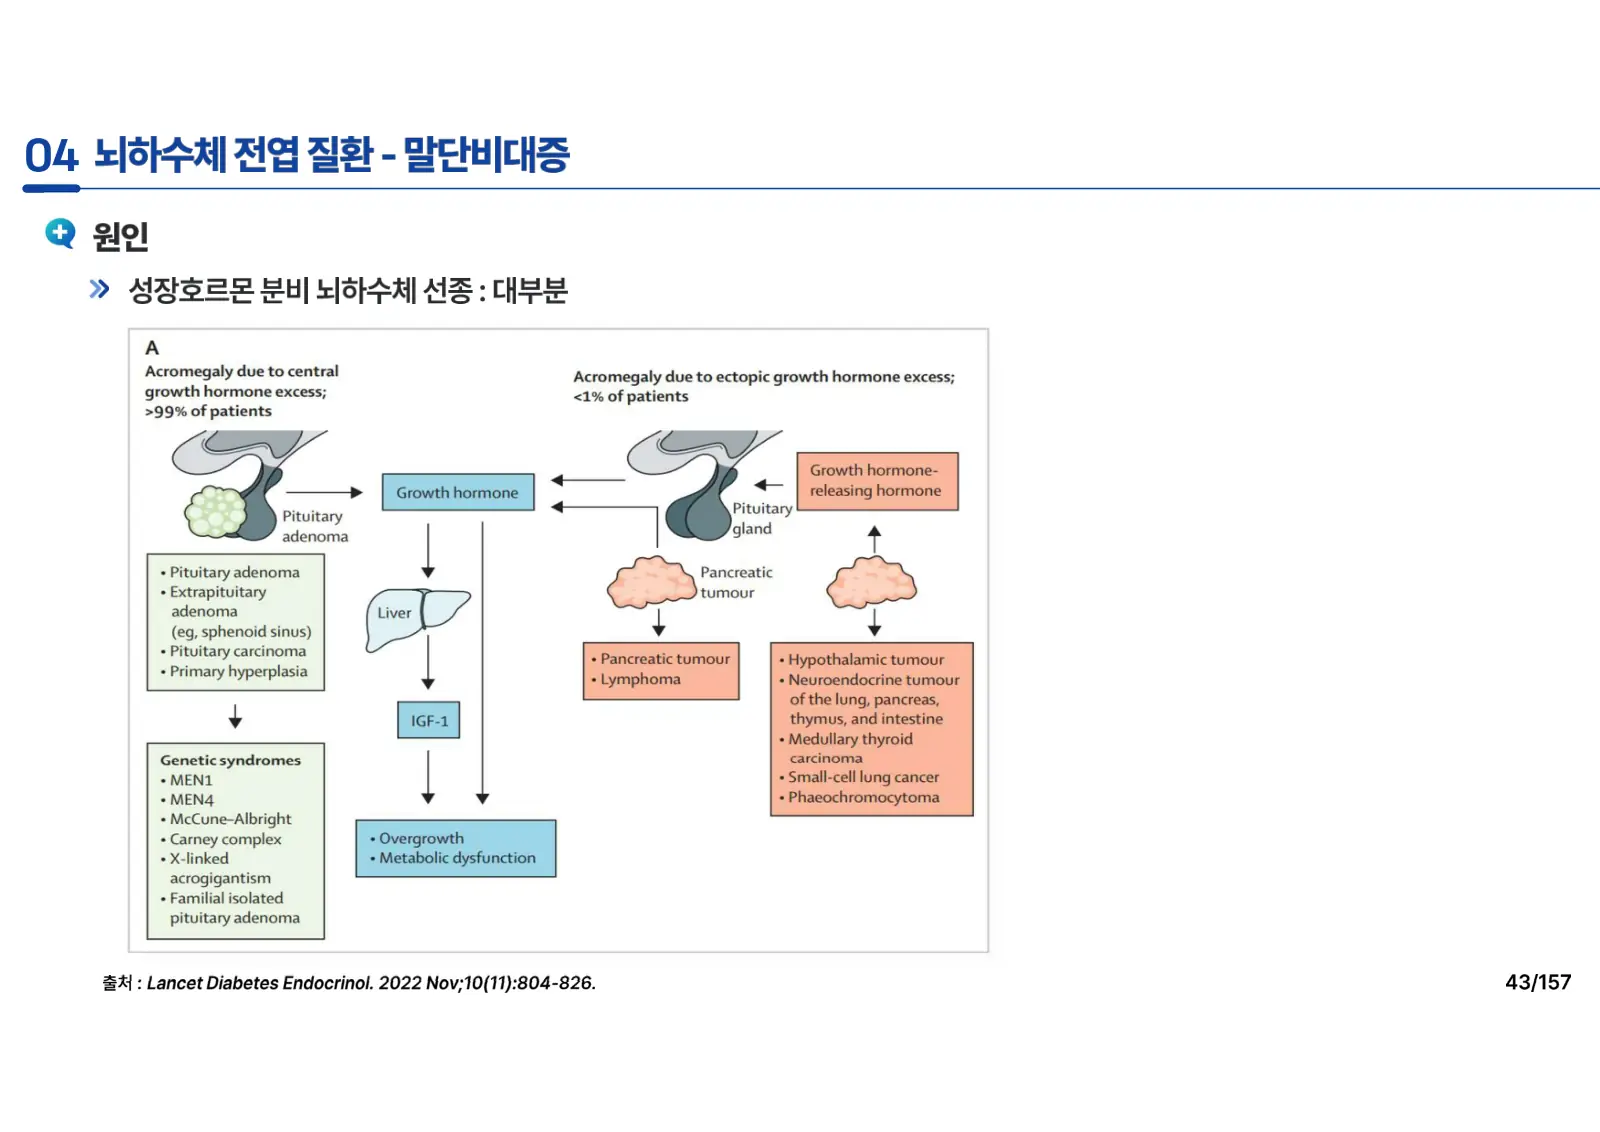 04 뇌하수체 전엽 질환 - 말단비대증
원인
성장호르몬 분비 뇌하수체 선종 : 대부분
A
Acromegaly due to central
growth hormone excess;
>99% of patients
Pituitary
adenoma
• Pituitary adenoma
• Extrapituitary
adenoma
(eg, sphenoid sinus)
• Pituitary carcinoma
• Primary hyperplasia
Genetic syndromes
• MEN1
• MEN4
• McCune–Albright
• Carney complex
• X-linked
acrogigantism
• Familial isolated
pituitary adenoma
Growth hormone
Liver
IGF-1
• Overgrowth
• Metabolic dysfunction
Acromegaly due to ectopic growth hormone excess;
<1% of patients
Pituitary
gland
Growth hormone-
releasing hormone
Pancreatic
tumour
• Pancreatic tumour
• Lymphoma
• Hypothalamic tumour
• Neuroendocrine tumour
of the lung, pancreas,
thymus, and intestine
• Medullary thyroid
carcinoma
• Small-cell lung cancer
• Phaeochromocytoma
출처 : Lancet Diabetes Endocrinol. 2022 Nov;10(11):804-826.
43/157